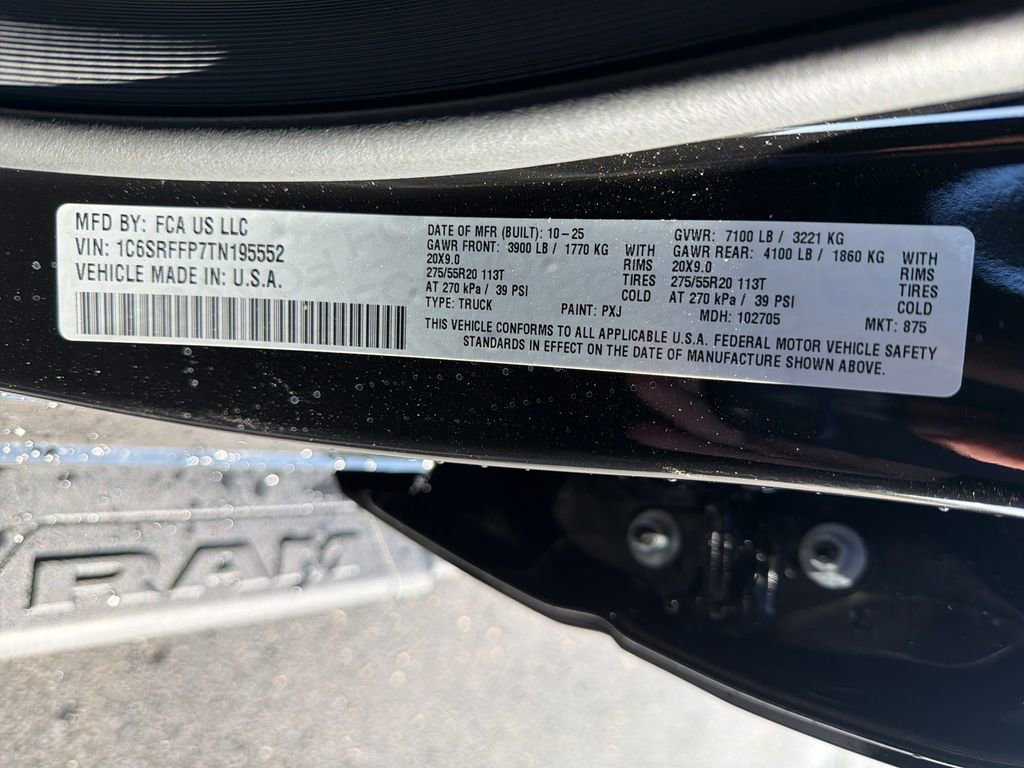 MFD BY: FCA US LLC
VIN: 1C6SRFFP7TN195552
VEHICLE MADE IN: U.S.A.
DATE OF MFR (BUILT): 10-25
GAWR FRONT: 3900 LB / 1770 KG WITH
20X9.0 RIMS
275/55R20 113T TIRES
AT 270 kPa / 39 PSI COLD
TYPE: TRUCK PAINT: PXJ
GVWR: 7100 LB / 3221 KG
GAWR REAR: 4100 LB / 1860 KG WITH
20X9.0 RIMS
275/55R20 113T TIRES
AT 270 kPa / 39 PSI COLD
MDH: 102705 MKT: 875
THIS VEHICLE CONFORMS TO ALL APPLICABLE U.S.A. FEDERAL MOTOR VEHICLE SAFETY
STANDARDS IN EFFECT ON THE DATE OF MANUFACTURE SHOWN ABOVE.
RAM